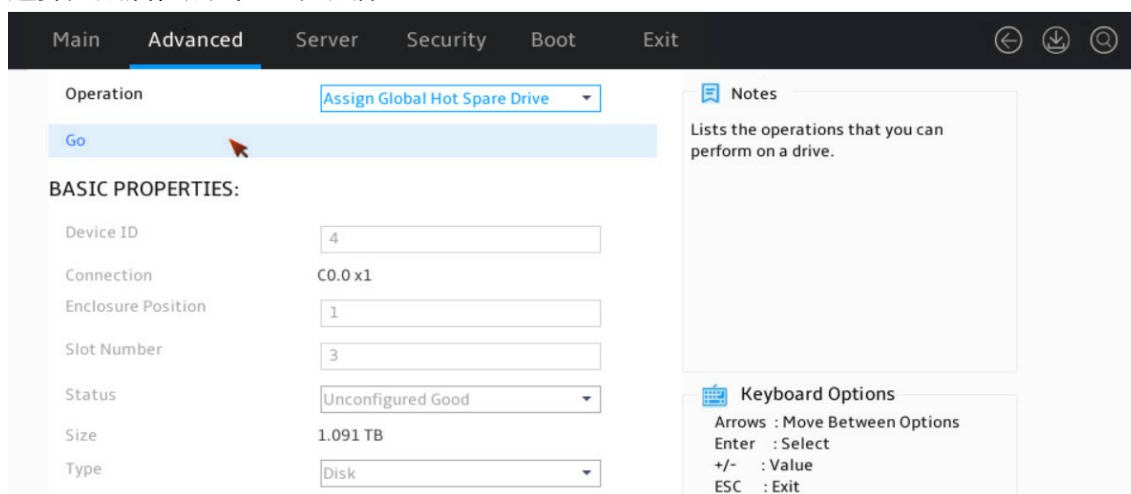 Main Advanced Server Security Boot Exit
Operation
Assign Global Hot Spare Drive
Go
BASIC PROPERTIES:
Device ID
4
Connection
C0.0 x1
Enclosure Position
1
Slot Number
3
Status
Unconfigured Good
Size
1.091 TB
Type
Disk
Notes
Lists the operations that you can
perform on a drive.
Keyboard Options
Arrows : Move Between Options
Enter : Select
+/- : Value
ESC : Exit